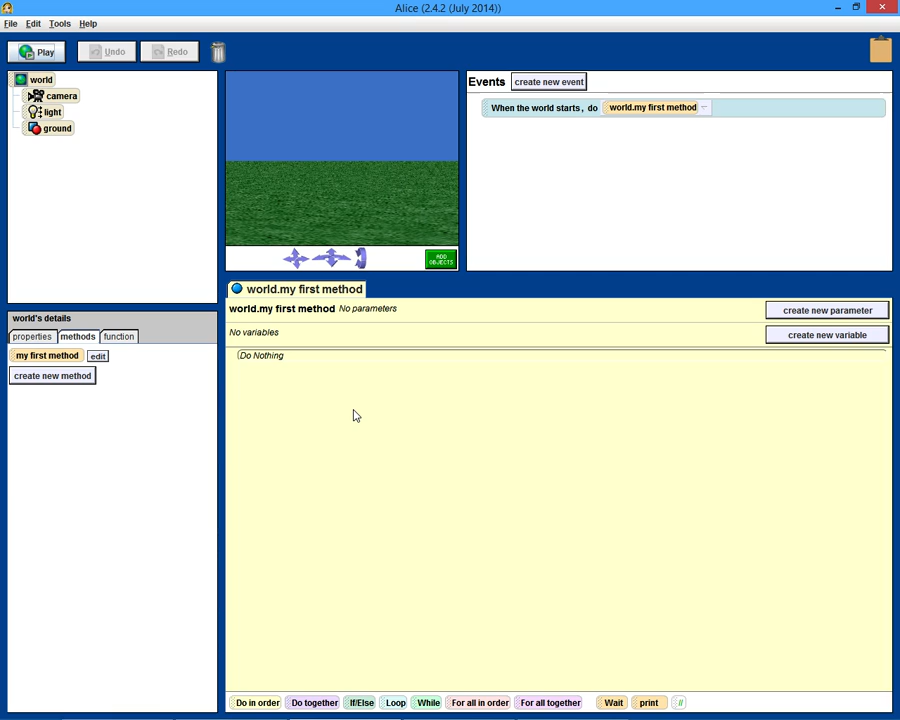 Alice (2.4.2 (July 2014))
File Edit Tools Help
Play Undo Redo
world
camera
light
ground
ADD OBJECTS
Events create new event
When the world starts, do world.my first method
world's details
properties methods function
my first method edit
create new method
world.my first method
world.my first method No parameters
create new parameter
No variables
create new variable
Do Nothing
Do in order Do together If/Else Loop While For all in order For all together Wait print //